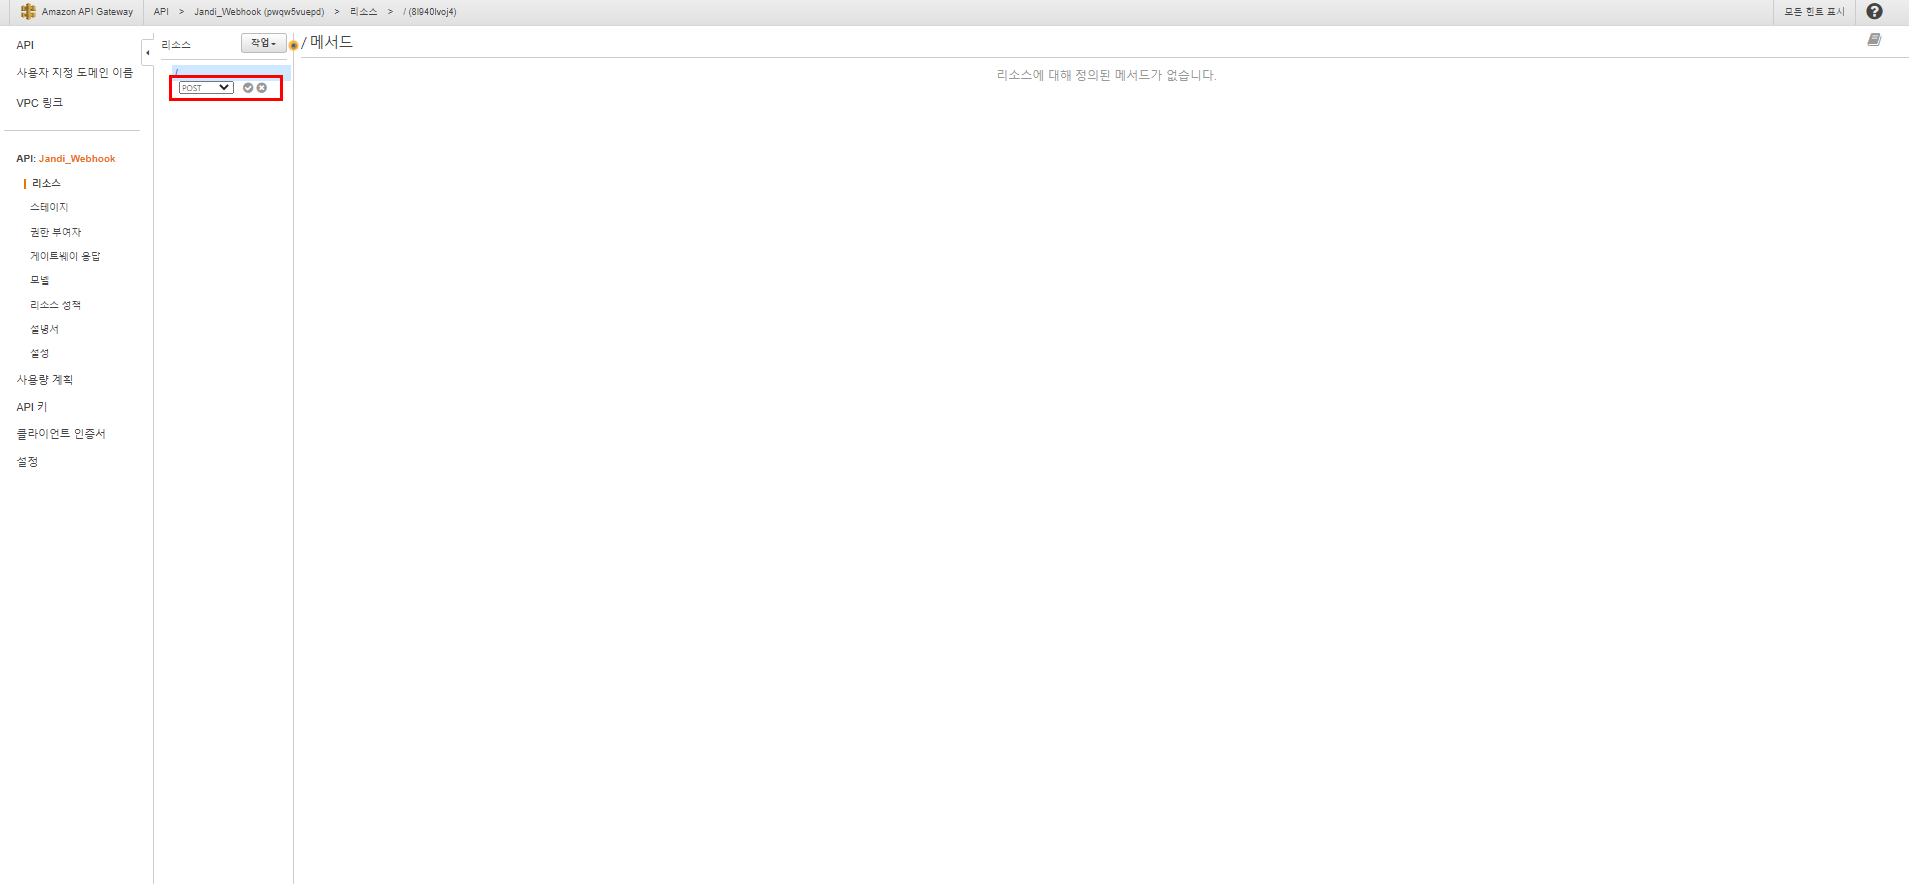 Amazon API Gateway API > Jandi_Webhook (pwqw5vuepd) > 리소스 > / (8l940lvoj4) 모든 힌트 표시
API
사용자 지정 도메인 이름
VPC 링크
API: Jandi_Webhook
리소스
스테이지
권한 부여자
게이트웨이 응답
모델
리소스 정책
설명서
설정
사용량 계획
API 키
클라이언트 인증서
설정
리소스 작업
/
POST
/ 메서드
리소스에 대해 정의된 메서드가 없습니다.